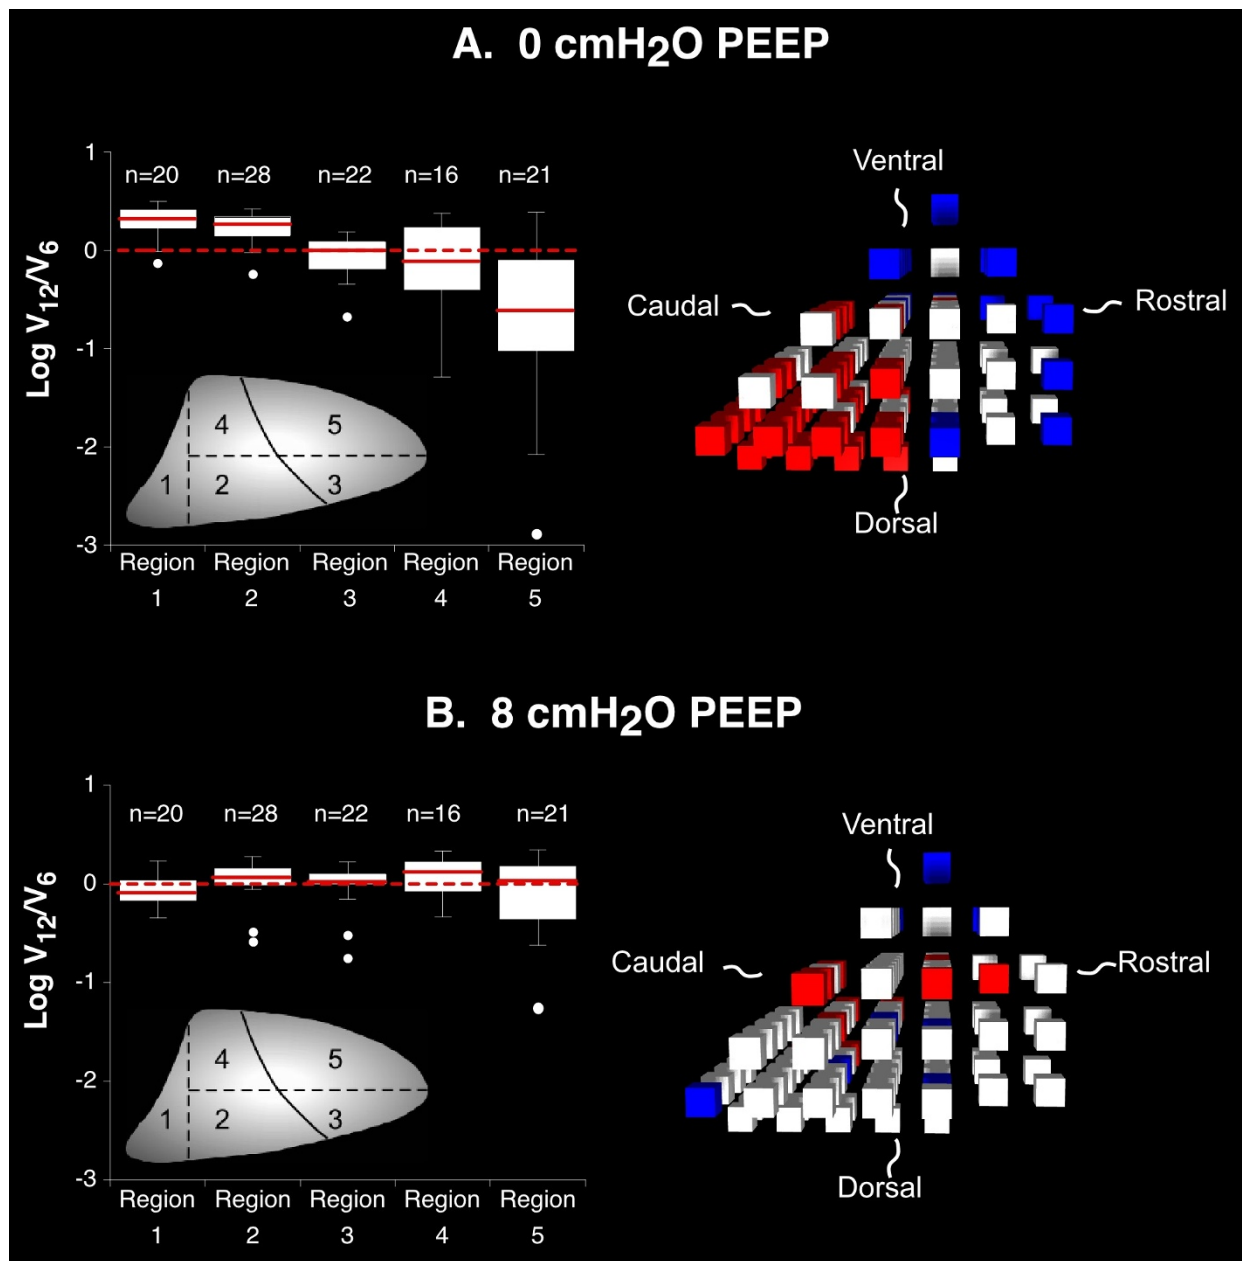 A. 0 cmH2O PEEP
Log V12/V6
1
0
-1
-2
-3
n=20 n=28 n=22 n=16 n=21
4 5
1 2 3
Region Region Region Region Region
1 2 3 4 5
Ventral
Caudal
Rostral
Dorsal
B. 8 cmH2O PEEP
Log V12/V6
1
0
-1
-2
-3
n=20 n=28 n=22 n=16 n=21
4 5
1 2 3
Region Region Region Region Region
1 2 3 4 5
Ventral
Caudal
Rostral
Dorsal